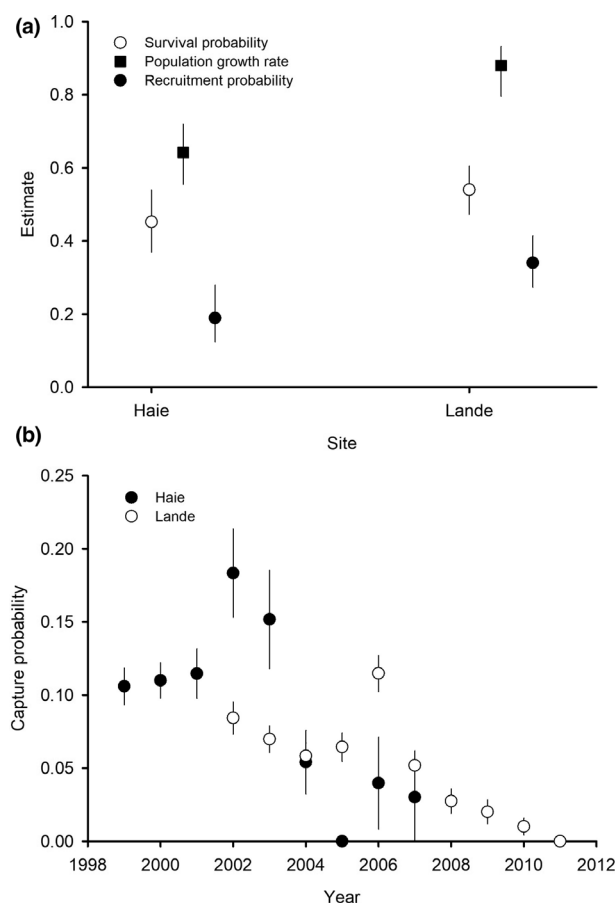 (a)
1.0
Survival probability
Population growth rate
Recruitment probability
0.8
0.6
Estimate
0.4
0.2
0.0
Haie
Lande
Site
(b)
0.25
Haie
Lande
0.20
0.15
Capture probability
0.10
0.05
0.00
1998 2000 2002 2004 2006 2008 2010 2012
Year